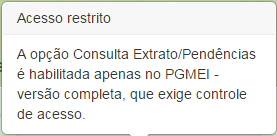 Acesso restrito
A opção Consulta Extrato/Pendências
é habilitada apenas no PGMEI -
versão completa, que exige controle
de acesso.